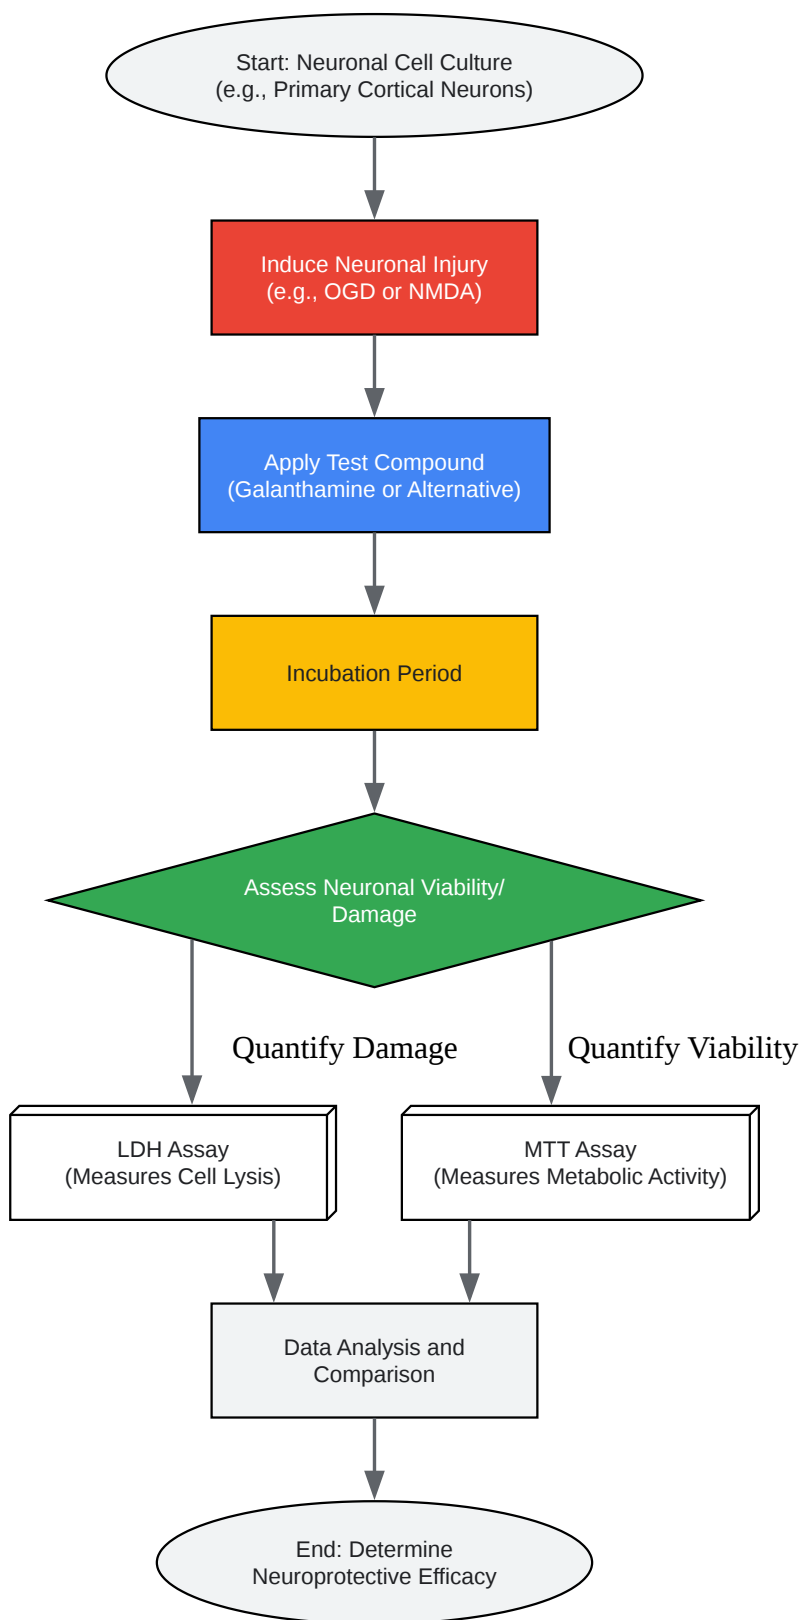 Start: Neuronal Cell Culture
(e.g., Primary Cortical Neurons)
Induce Neuronal Injury
(e.g., OGD or NMDA)
Apply Test Compound
(Galanthamine or Alternative)
Incubation Period
Assess Neuronal Viability/
Damage
Quantify Damage
Quantify Viability
LDH Assay
(Measures Cell Lysis)
MTT Assay
(Measures Metabolic Activity)
Data Analysis and
Comparison
End: Determine
Neuroprotective Efficacy